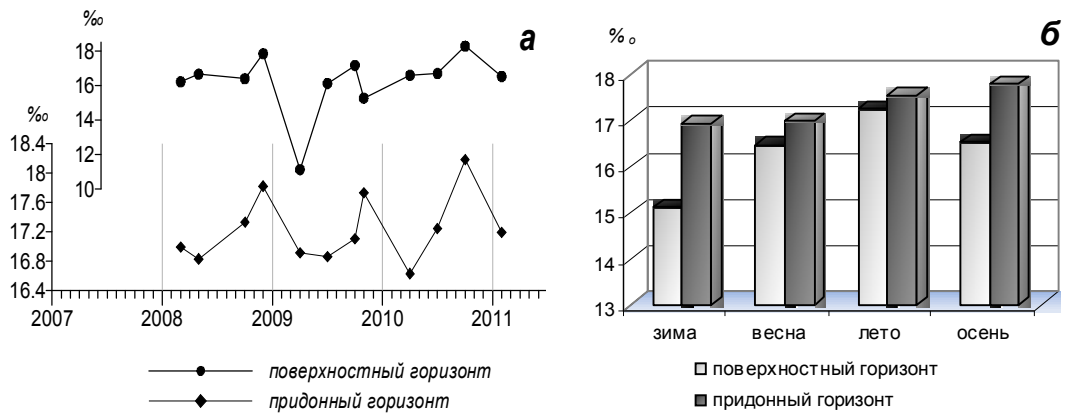 ‰
а
18
16
14
12
10
‰
18.4
18
17.6
17.2
16.8
16.4
2007 2008 2009 2010 2011
поверхностный горизонт
придонный горизонт
‰
б
18
17
16
15
14
13
зима весна лето осень
поверхностный горизонт
придонный горизонт